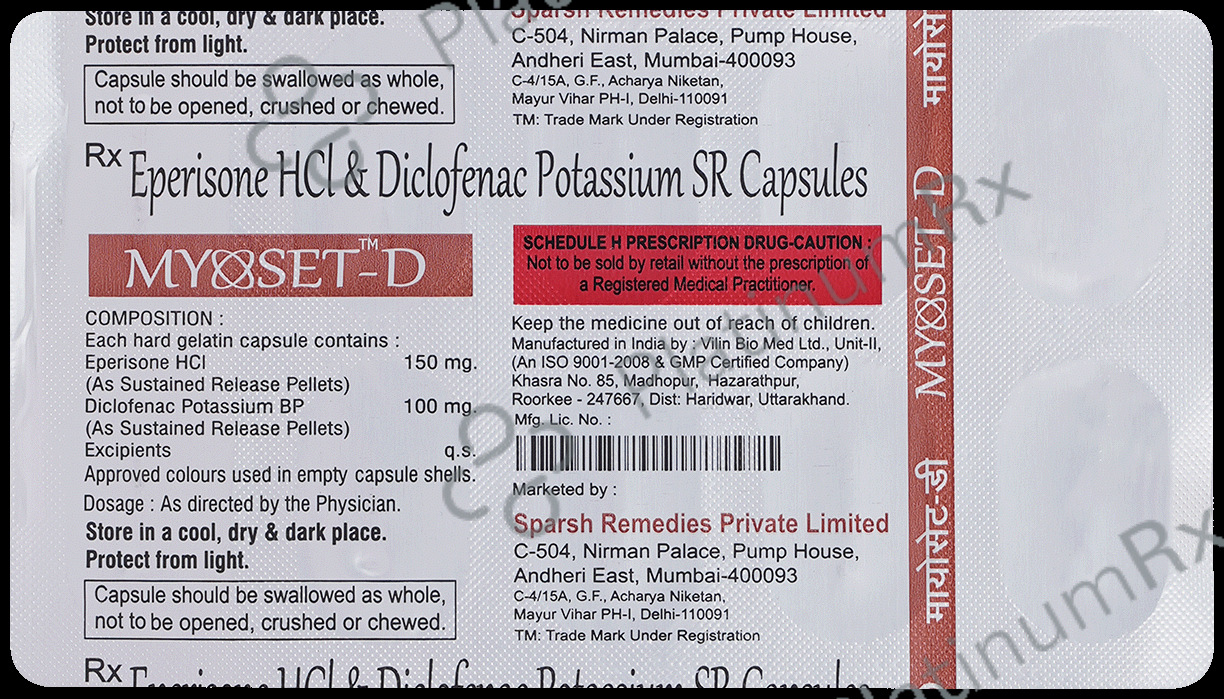 Store in a cool, dry & dark place.
Protect from light.
Capsule should be swallowed as whole,
not to be opened, crushed or chewed.
Sparsh Remedies Private Limited
C-504, Nirman Palace, Pump House,
Andheri East, Mumbai-400093
C-4/15A, G.F., Acharya Niketan,
Mayur Vihar PH-I, Delhi-110091
TM: Trade Mark Under Registration
Rx Eperisone HCl & Diclofenac Potassium SR Capsules
MYOSET™-D
COMPOSITION :
Each hard gelatin capsule contains :
Eperisone HCl 150 mg.
(As Sustained Release Pellets)
Diclofenac Potassium BP 100 mg.
(As Sustained Release Pellets)
Excipients q.s.
Approved colours used in empty capsule shells.
Dosage : As directed by the Physician.
Store in a cool, dry & dark place.
Protect from light.
Capsule should be swallowed as whole,
not to be opened, crushed or chewed.
SCHEDULE H PRESCRIPTION DRUG-CAUTION :
Not to be sold by retail without the prescription of
a Registered Medical Practitioner.
Keep the medicine out of reach of children.
Manufactured in India by : Vilin Bio Med Ltd., Unit-II,
(An ISO 9001-2008 & GMP Certified Company)
Khasra No. 85, Madhopur, Hazarathpur,
Roorkee - 247667, Dist: Haridwar, Uttarakhand.
Mfg. Lic. No. :
Marketed by :
Sparsh Remedies Private Limited
C-504, Nirman Palace, Pump House,
Andheri East, Mumbai-400093
C-4/15A, G.F., Acharya Niketan,
Mayur Vihar PH-I, Delhi-110091
TM: Trade Mark Under Registration
Rx Eperisone HCl & Diclofenac Potassium SR Capsules
मायोसे
MYOSET-D
मायोसेट-डी
PlatinumRx
PlatinumRx